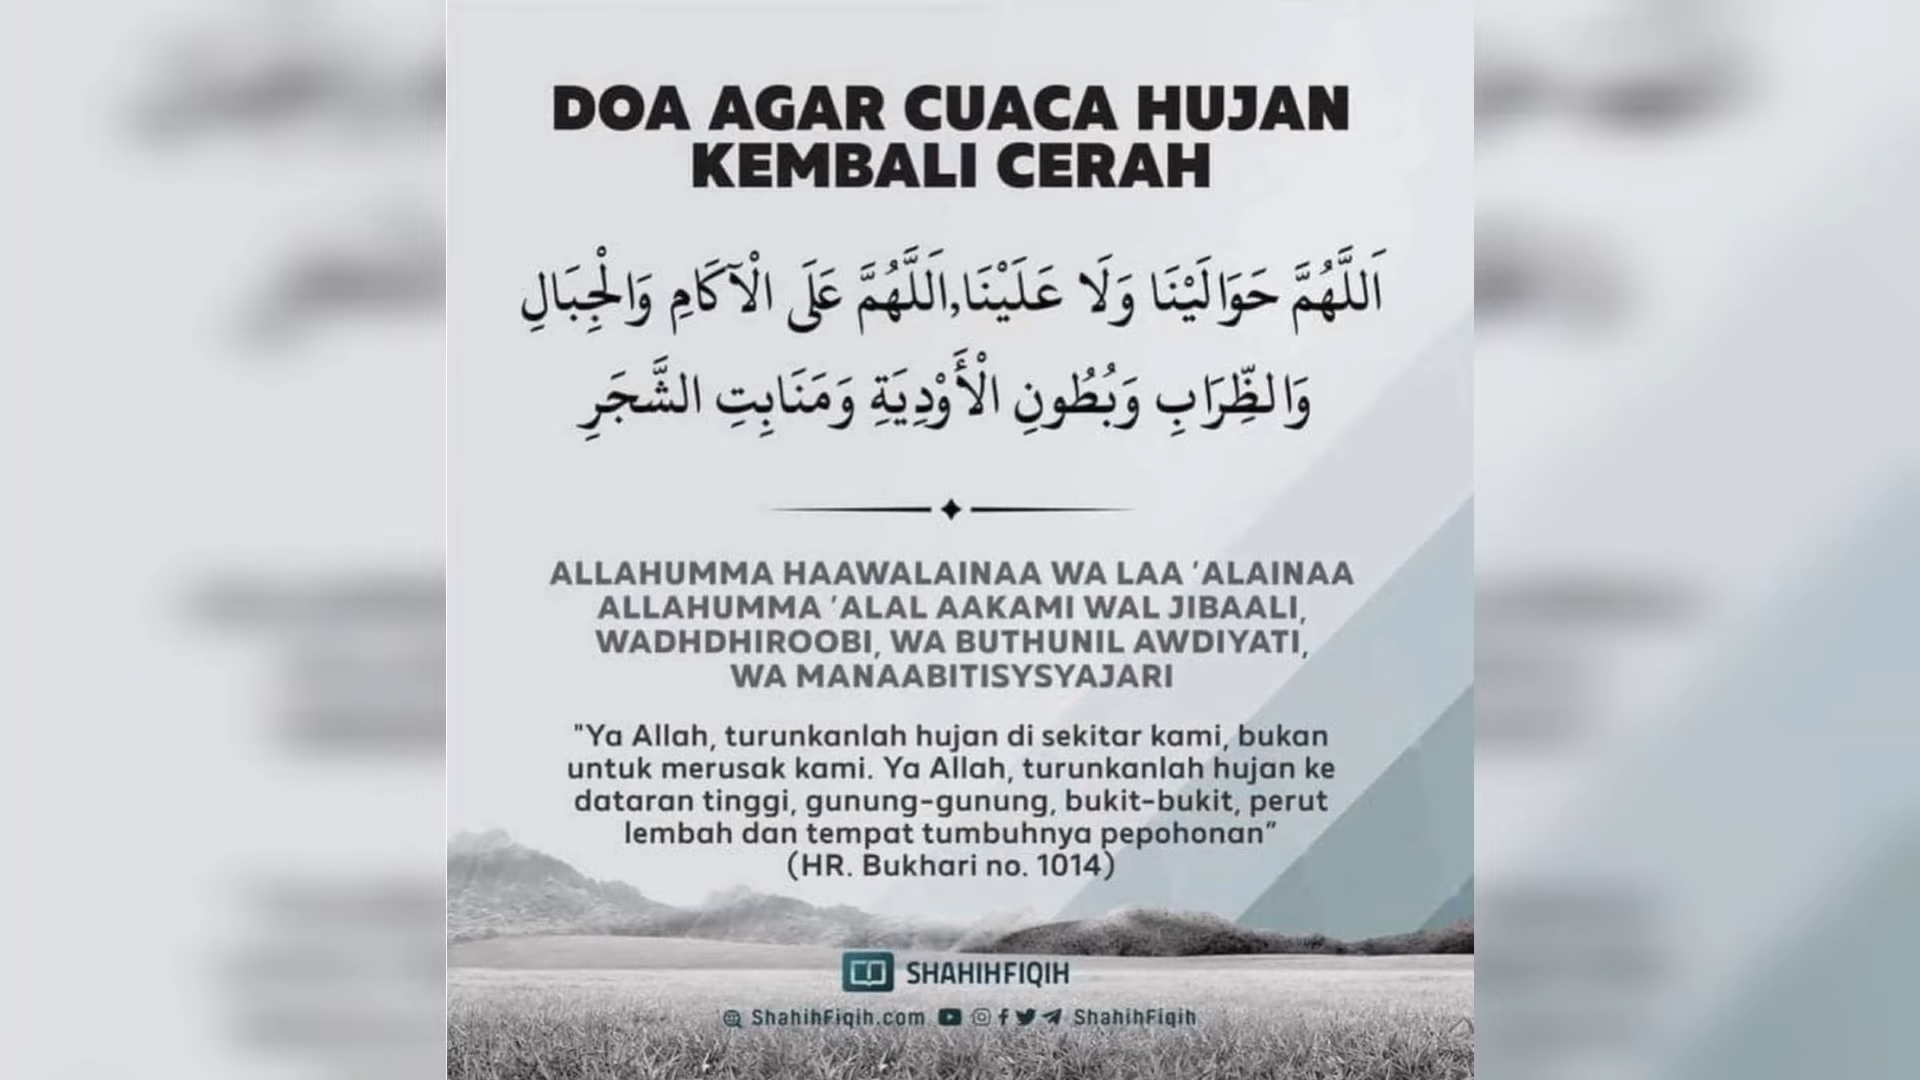 DOA AGAR CUACA HUJAN
KEMBALI CERAH
اَللَّهُمَّ حَوَالَيْنَا وَلَا عَلَيْنَا,اَللَّهُمَّ عَلَى الْآكَامِ وَالْجِبَالِ
وَالظِّرَابِ وَبُطُونِ الْأَوْدِيَةِ وَمَنَابِتِ الشَّجَرِ
ALLAHUMMA HAAWALAINAA WA LAA 'ALAINAA
ALLAHUMMA 'ALAL AAKAMI WAL JIBAALI,
WADHDHIROOBI, WA BUTHUNIL AWDIYATI,
WA MANAABITISYSYAJARI
"Ya Allah, turunkanlah hujan di sekitar kami, bukan
untuk merusak kami. Ya Allah, turunkanlah hujan ke
dataran tinggi, gunung-gunung, bukit-bukit, perut
lembah dan tempat tumbuhnya pepohonan"
(HR. Bukhari no. 1014)
SHAHIHFIQIH
ShahihFiqih.com ShahihFiqih